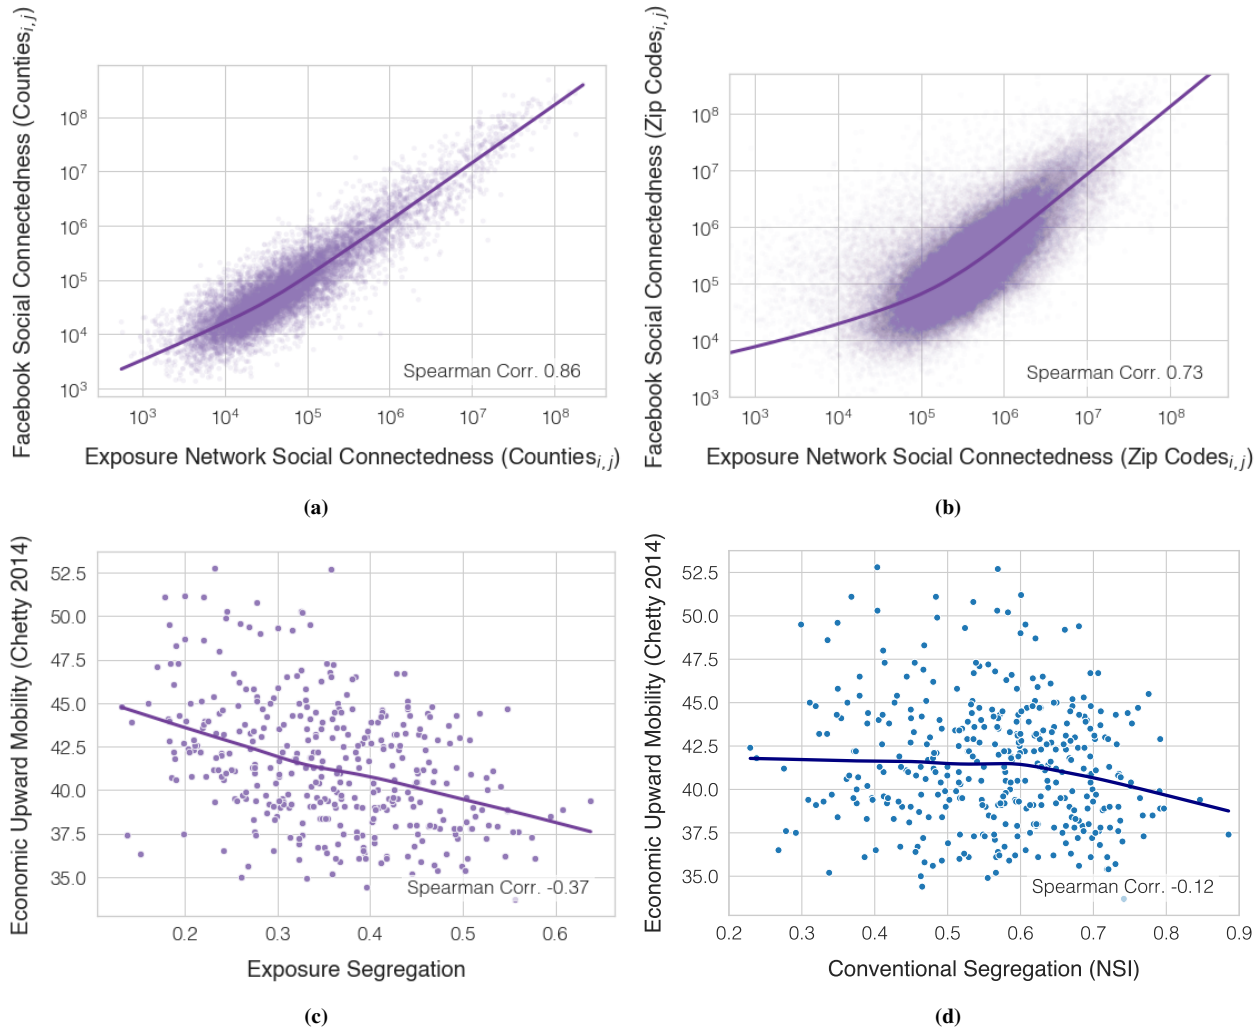 Facebook Social Connectedness (Counties_{i,j})
10^8
10^7
10^6
10^5
10^4
10^3
Spearman Corr. 0.86
10^3 10^4 10^5 10^6 10^7 10^8
Exposure Network Social Connectedness (Counties_{i,j})
(a)
Facebook Social Connectedness (Zip Codes_{i,j})
10^8
10^7
10^6
10^5
10^4
10^3
Spearman Corr. 0.73
10^3 10^4 10^5 10^6 10^7 10^8
Exposure Network Social Connectedness (Zip Codes_{i,j})
(b)
Economic Upward Mobility (Chetty 2014)
52.5
50.0
47.5
45.0
42.5
40.0
37.5
35.0
Spearman Corr. -0.37
0.2 0.3 0.4 0.5 0.6
Exposure Segregation
(c)
Economic Upward Mobility (Chetty 2014)
52.5
50.0
47.5
45.0
42.5
40.0
37.5
35.0
Spearman Corr. -0.12
0.2 0.3 0.4 0.5 0.6 0.7 0.8 0.9
Conventional Segregation (NSI)
(d)